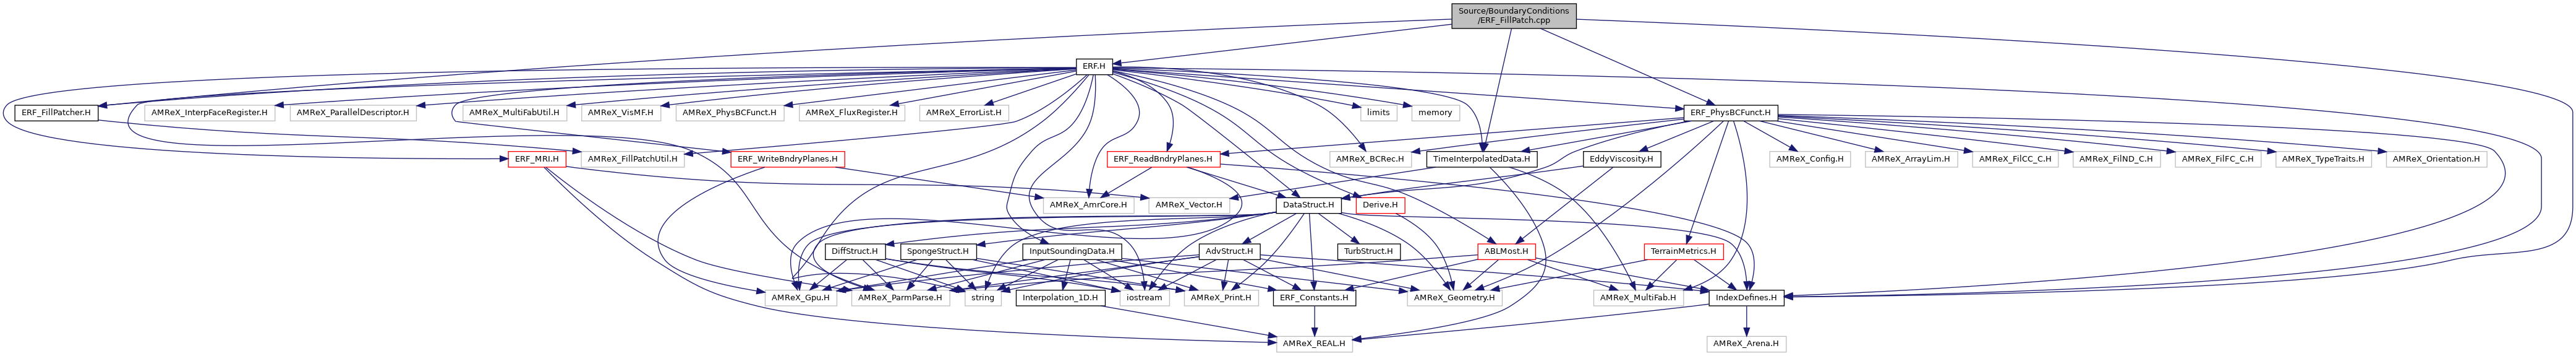 Source/BoundaryConditions
/ERF_FillPatch.cpp
ERF.H
ERF_FillPatcher.H
AMReX_InterpFaceRegister.H
AMReX_ParallelDescriptor.H
AMReX_MultiFabUtil.H
AMReX_VisMF.H
AMReX_PhysBCFunct.H
AMReX_FluxRegister.H
AMReX_ErrorList.H
limits
memory
ERF_PhysBCFunct.H
ERF_MRI.H
AMReX_FillPatchUtil.H
ERF_WriteBndryPlanes.H
ERF_ReadBndryPlanes.H
AMReX_BCRec.H
TimeInterpolatedData.H
EddyViscosity.H
AMReX_Config.H
AMReX_ArrayLim.H
AMReX_FilCC_C.H
AMReX_FilND_C.H
AMReX_FilFC_C.H
AMReX_TypeTraits.H
AMReX_Orientation.H
AMReX_AmrCore.H
AMReX_Vector.H
DataStruct.H
Derive.H
DiffStruct.H
SpongeStruct.H
InputSoundingData.H
AdvStruct.H
TurbStruct.H
ABLMost.H
TerrainMetrics.H
AMReX_Gpu.H
AMReX_ParmParse.H
string
Interpolation_1D.H
iostream
AMReX_Print.H
ERF_Constants.H
AMReX_Geometry.H
AMReX_MultiFab.H
IndexDefines.H
AMReX_REAL.H
AMReX_Arena.H